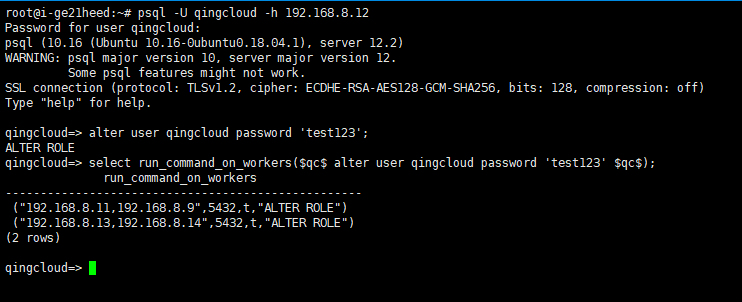 root@i-ge21heed:~# psql -U qingcloud -h 192.168.8.12
Password for user qingcloud:
psql (10.16 (Ubuntu 10.16-0ubuntu0.18.04.1), server 12.2)
WARNING: psql major version 10, server major version 12.
         Some psql features might not work.
SSL connection (protocol: TLSv1.2, cipher: ECDHE-RSA-AES128-GCM-SHA256, bits: 128, compression: off)
Type "help" for help.

qingcloud=> alter user qingcloud password 'test123';
ALTER ROLE
qingcloud=> select run_command_on_workers($qc$ alter user qingcloud password 'test123' $qc$);
              run_command_on_workers
---------------------------------------------------
 ("192.168.8.11,192.168.8.9",5432,t,"ALTER ROLE")
 ("192.168.8.13,192.168.8.14",5432,t,"ALTER ROLE")
(2 rows)

qingcloud=>